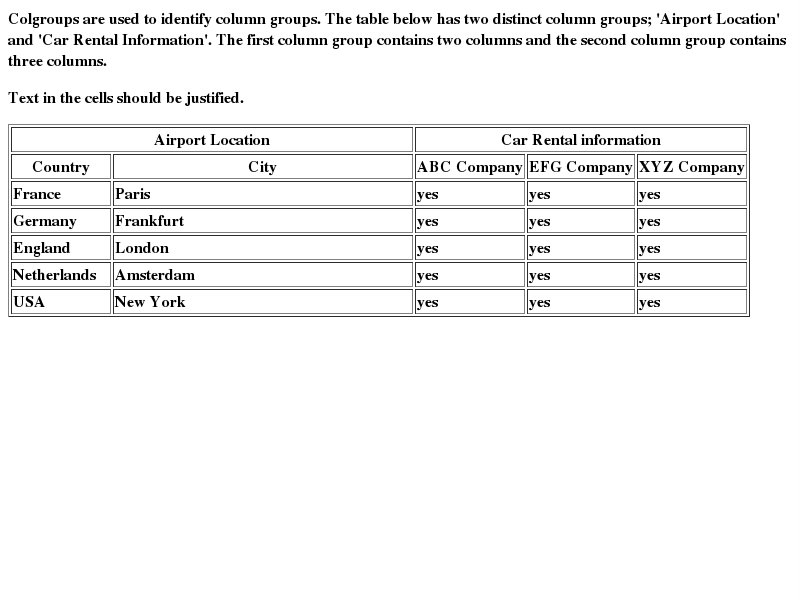 Colgroups are used to identify column groups. The table below has two distinct column groups; 'Airport Location'
and 'Car Rental Information'. The first column group contains two columns and the second column group contains
three columns.
Text in the cells should be justified.
Airport Location Car Rental information
Country City ABC Company EFG Company XYZ Company
France Paris yes yes yes
Germany Frankfurt yes yes yes
England London yes yes yes
Netherlands Amsterdam yes yes yes
USA New York yes yes yes